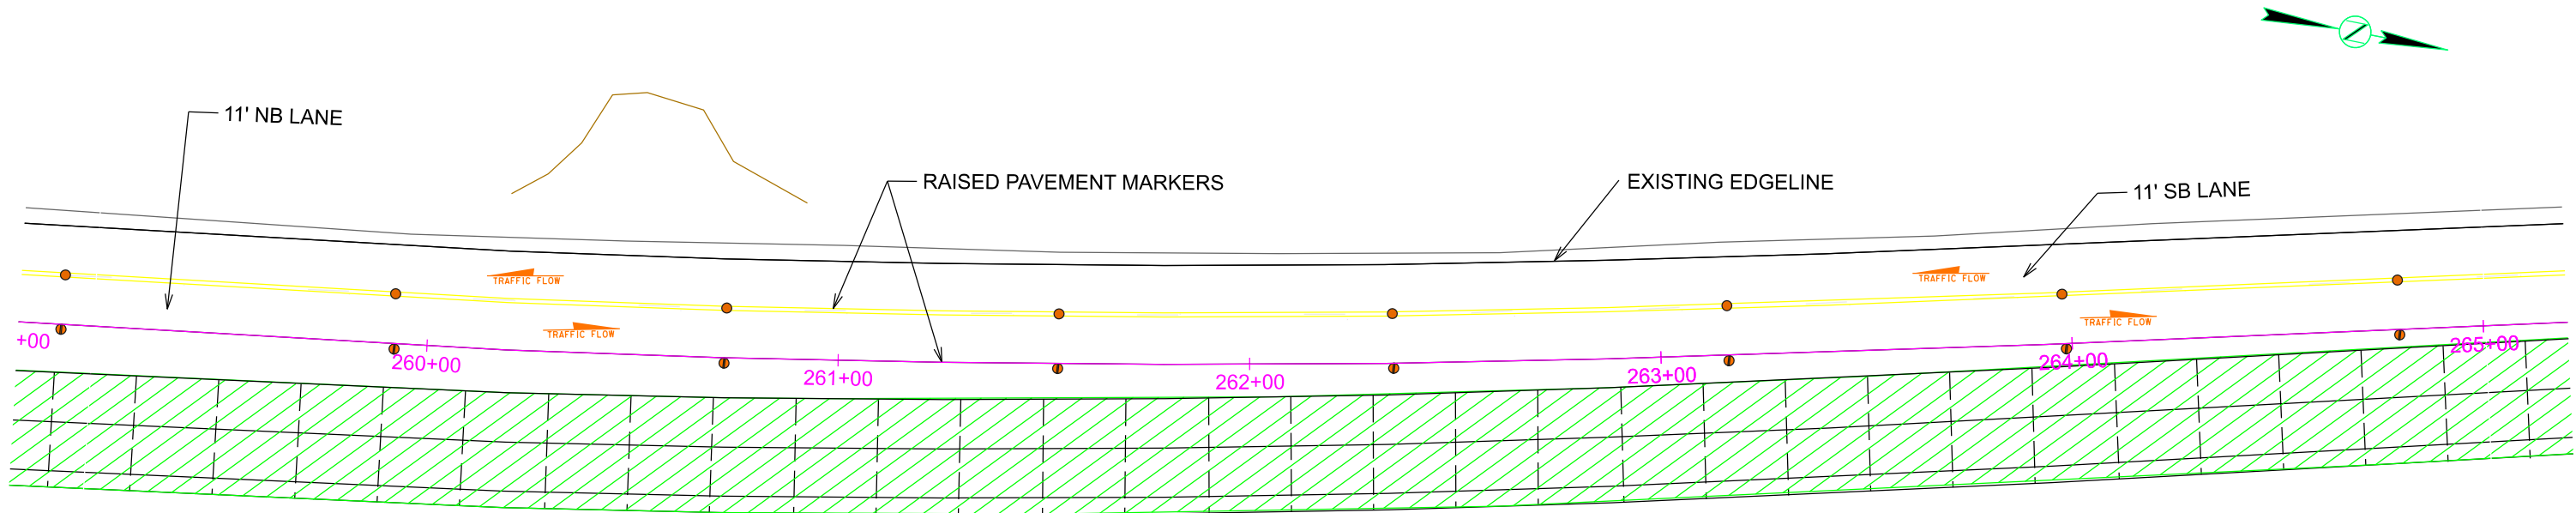 11' NB LANE
RAISED PAVEMENT MARKERS
EXISTING EDGELINE
11' SB LANE
TRAFFIC FLOW
TRAFFIC FLOW
TRAFFIC FLOW
TRAFFIC FLOW
+00
260+00
261+00
262+00
263+00
264+00
265+00